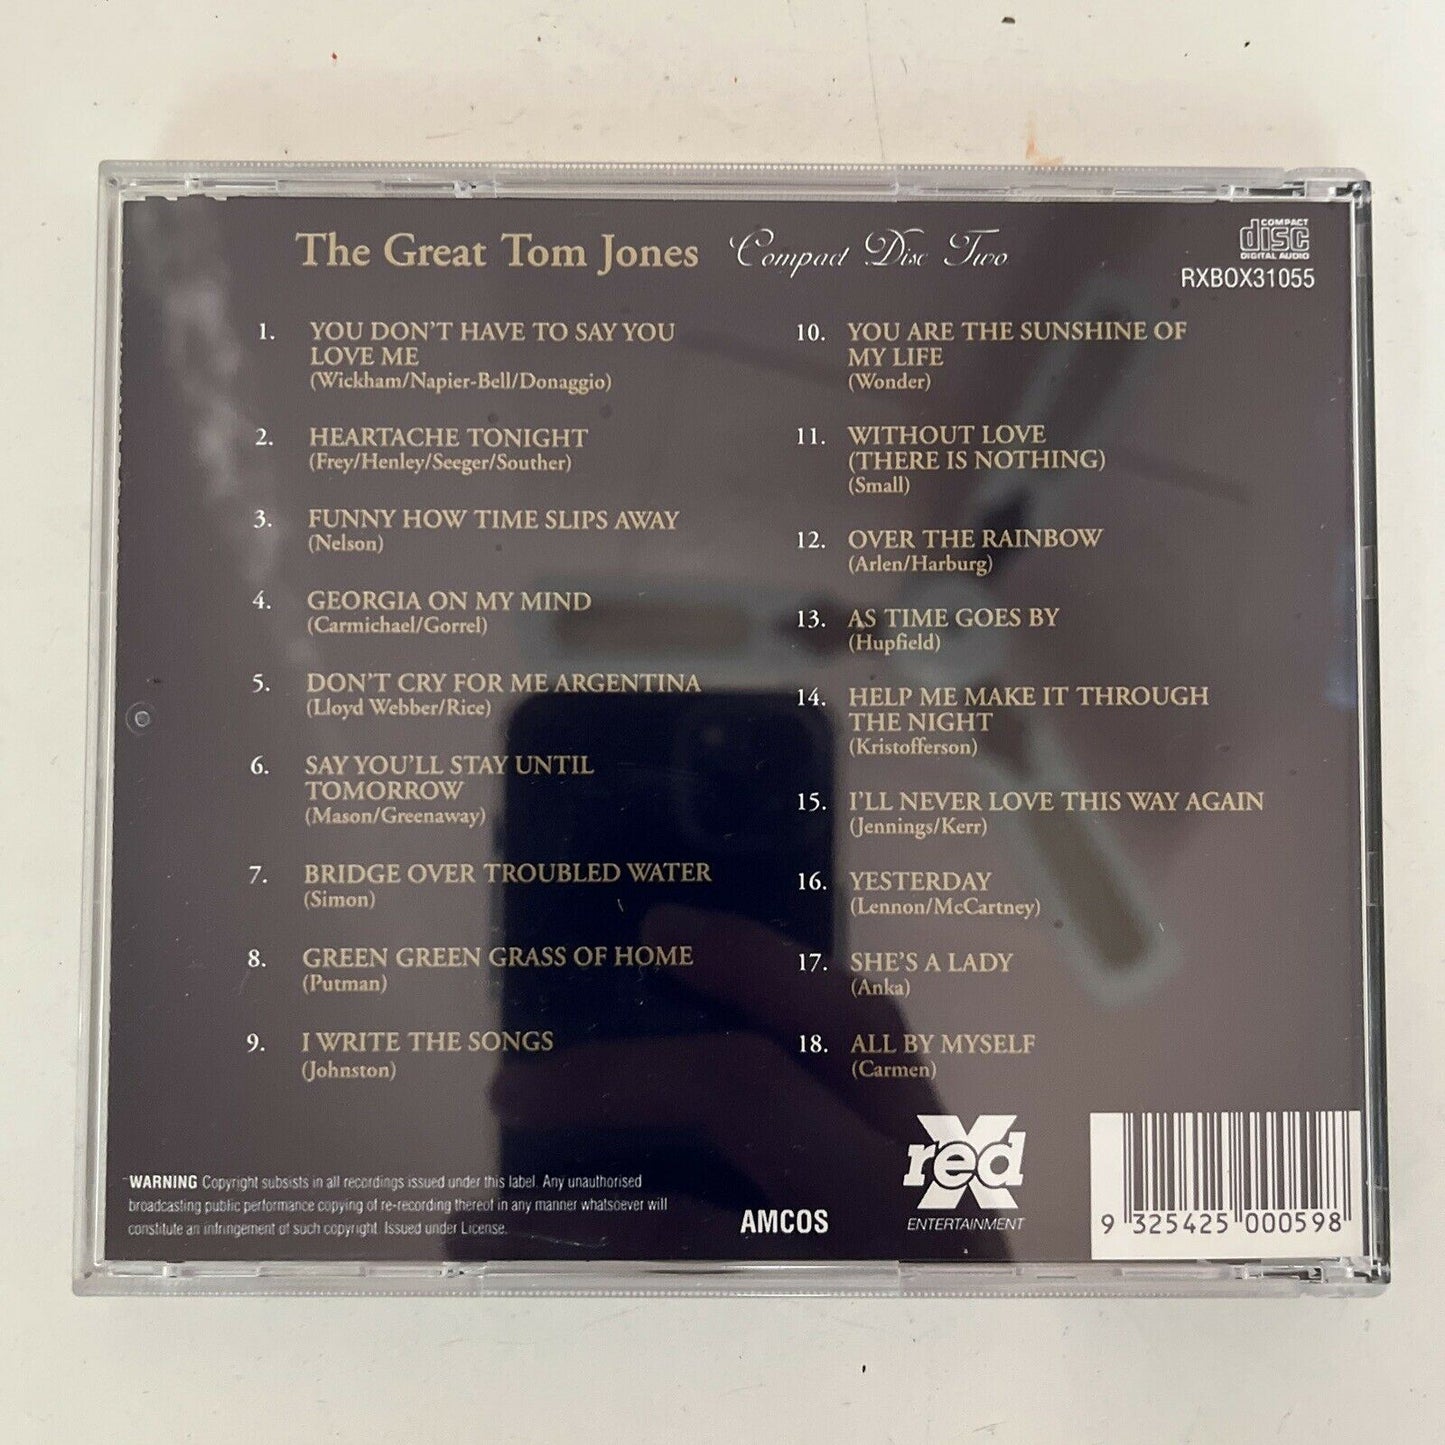 The Great Tom Jones Compact Disc Two
COMPACT
disc
DIGITAL AUDIO
RXBOX31055
1. YOU DON'T HAVE TO SAY YOU
LOVE ME
(Wickham/Napier-Bell/Donaggio)
2. HEARTACHE TONIGHT
(Frey/Henley/Seeger/Souther)
3. FUNNY HOW TIME SLIPS AWAY
(Nelson)
4. GEORGIA ON MY MIND
(Carmichael/Gorrel)
5. DON'T CRY FOR ME ARGENTINA
(Lloyd Webber/Rice)
6. SAY YOU'LL STAY UNTIL
TOMORROW
(Mason/Greenaway)
7. BRIDGE OVER TROUBLED WATER
(Simon)
8. GREEN GREEN GRASS OF HOME
(Putman)
9. I WRITE THE SONGS
(Johnston)
10. YOU ARE THE SUNSHINE OF
MY LIFE
(Wonder)
11. WITHOUT LOVE
(THERE IS NOTHING)
(Small)
12. OVER THE RAINBOW
(Arlen/Harburg)
13. AS TIME GOES BY
(Hupfield)
14. HELP ME MAKE IT THROUGH
THE NIGHT
(Kristofferson)
15. I'LL NEVER LOVE THIS WAY AGAIN
(Jennings/Kerr)
16. YESTERDAY
(Lennon/McCartney)
17. SHE'S A LADY
(Anka)
18. ALL BY MYSELF
(Carmen)
WARNING Copyright subsists in all recordings issued under this label. Any unauthorised
broadcasting public performance copying of re-recording thereof in any manner whatsoever will
constitute an infringement of such copyright. Issued under License.
AMCOS
red X
ENTERTAINMENT
9 325425 000598